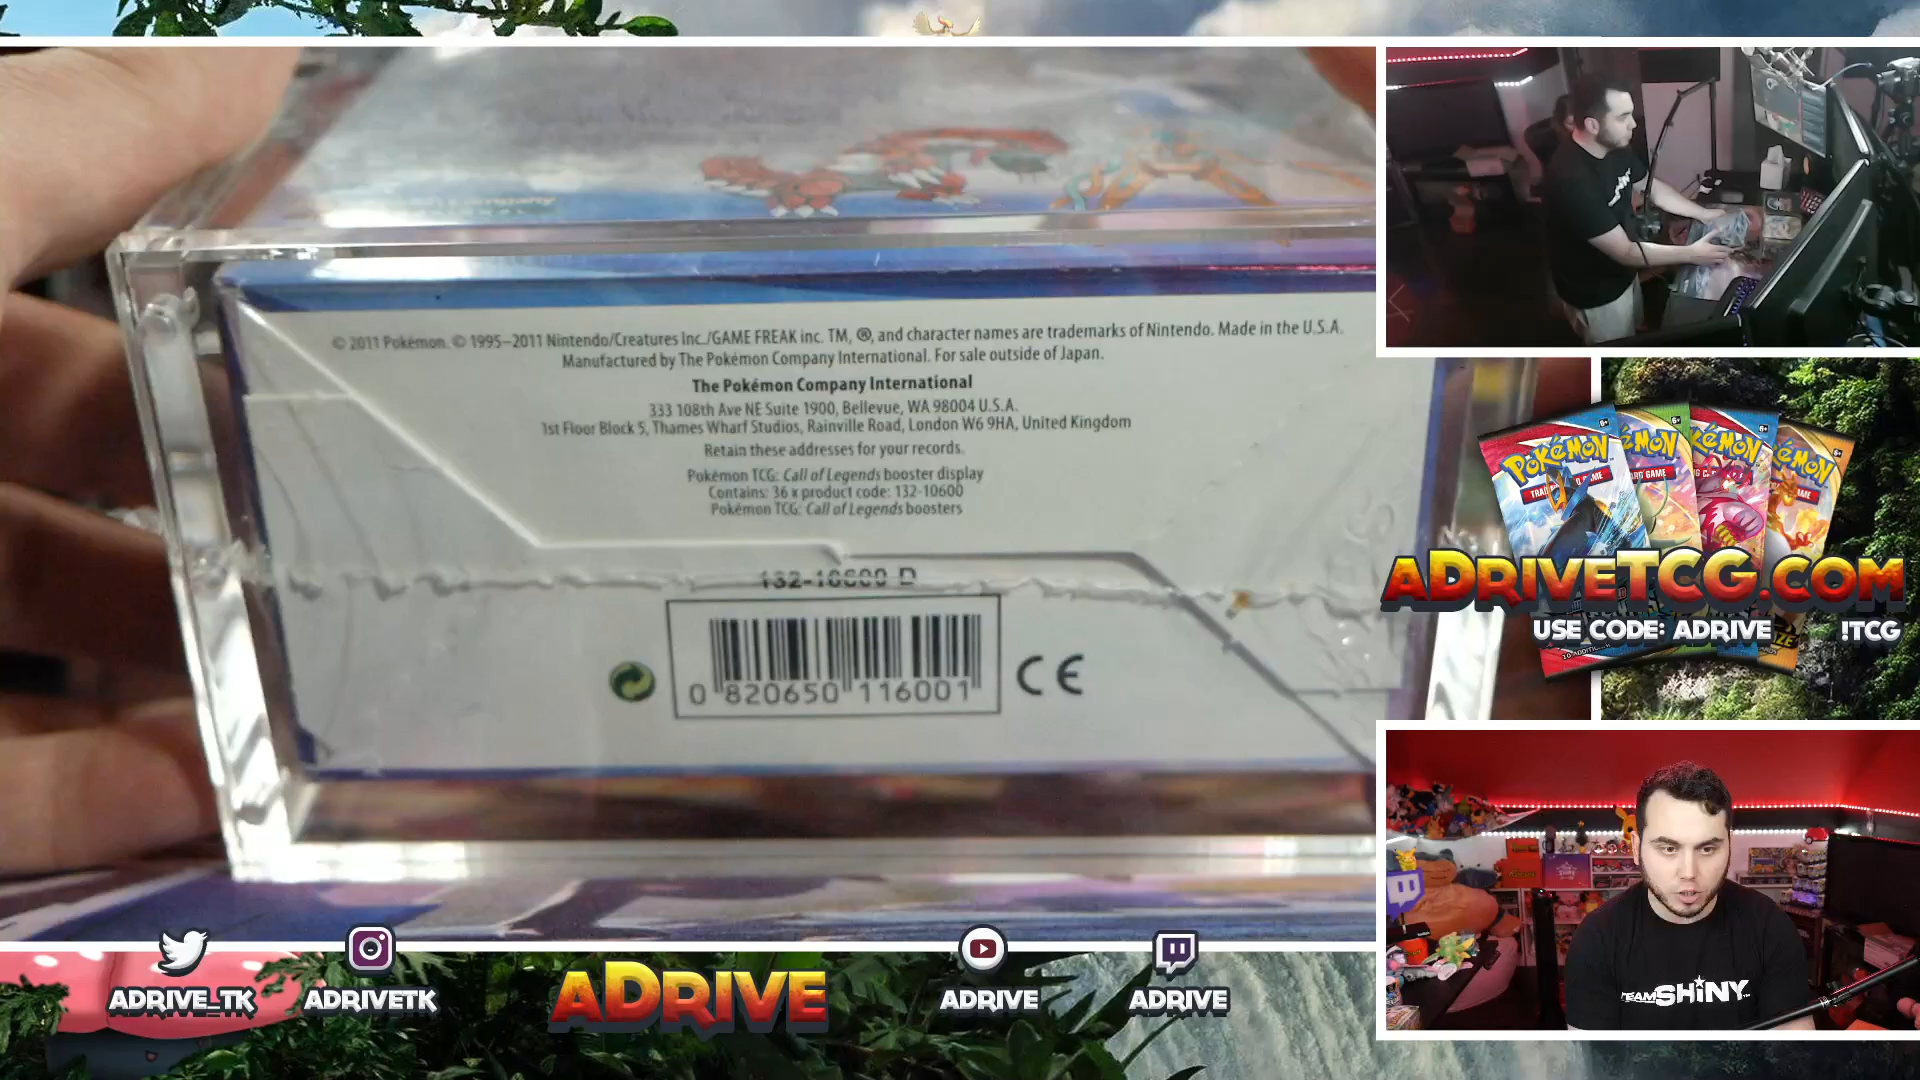 © 2011 Pokémon. © 1995–2011 Nintendo/Creatures Inc./GAME FREAK inc. TM, ®, and character names are trademarks of Nintendo. Made in the U.S.A.
Manufactured by The Pokémon Company International. For sale outside of Japan.
The Pokémon Company International
333 108th Ave NE Suite 1900, Bellevue, WA 98004 U.S.A.
1st Floor Block 5, Thames Wharf Studios, Rainville Road, London W6 9HA, United Kingdom
Retain these addresses for your records.
Pokémon TCG: Call of Legends booster display
Contains: 36 x product code: 132-10600
Pokémon TCG: Call of Legends boosters
132-10600 D
0 820650 116001
CE
POKéMON
ADRIVETCG.COM
USE CODE: ADRIVE !TCG
TEAM SHINY
ADRIVE_TK
ADRIVETK
ADRIVE
ADRIVE
ADRIVE